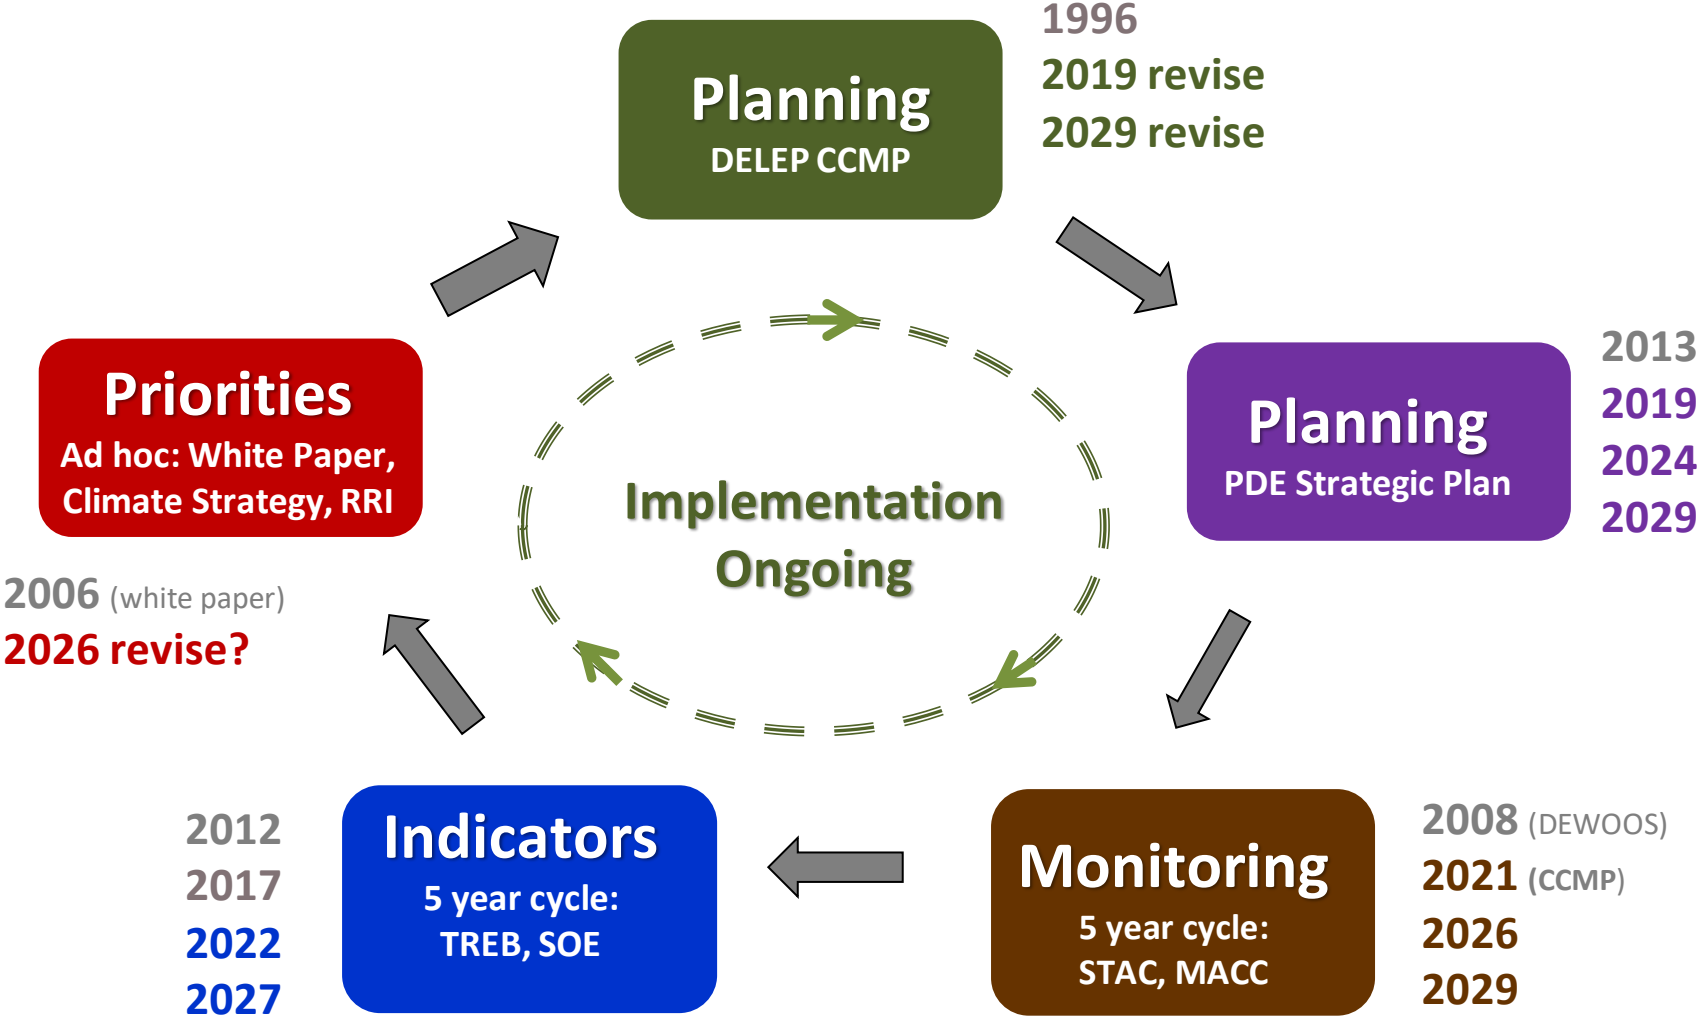 Planning
DELEP CCMP
1996
2019 revise
2029 revise
Planning
PDE Strategic Plan
2013
2019
2024
2029
Monitoring
5 year cycle:
STAC, MACC
2008 (DEWOOS)
2021 (CCMP)
2026
2029
Indicators
5 year cycle:
TREB, SOE
2012
2017
2022
2027
Priorities
Ad hoc: White Paper,
Climate Strategy, RRI
2006 (white paper)
2026 revise?
Implementation
Ongoing